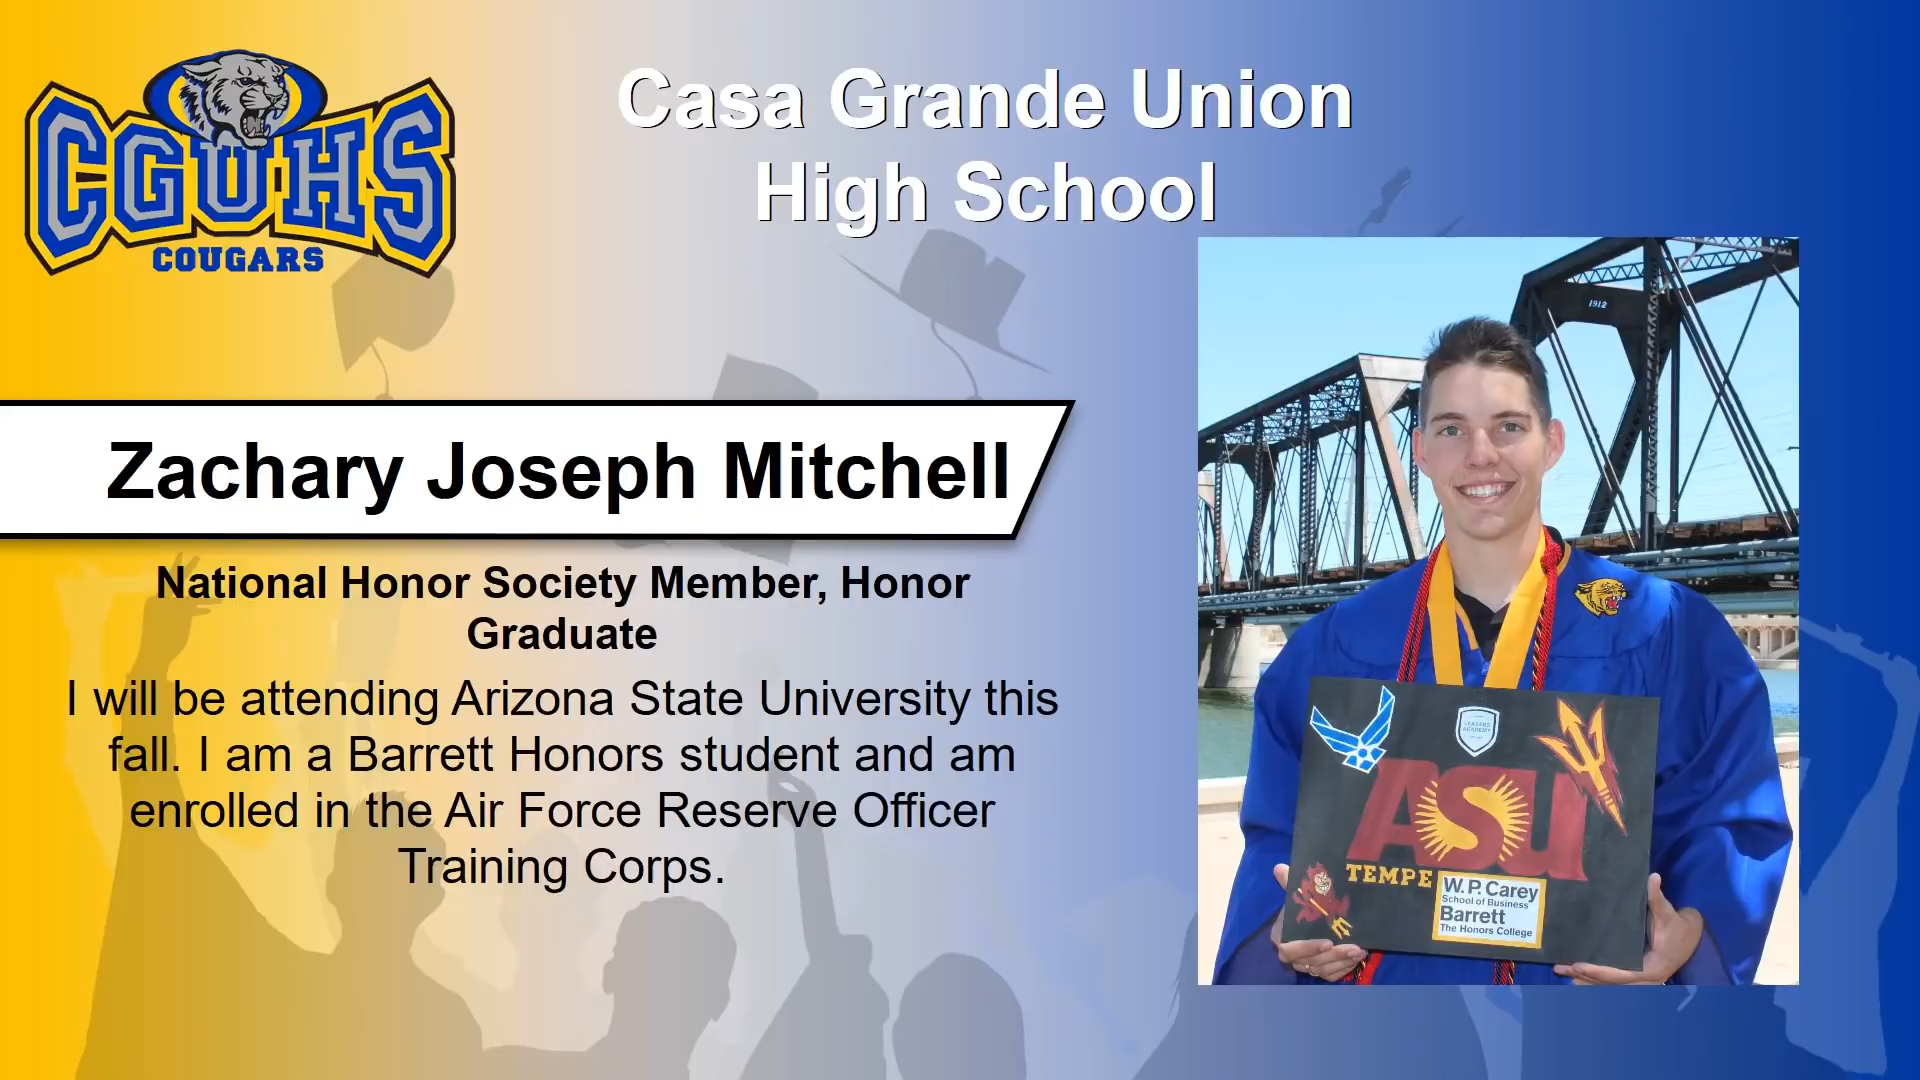 CGUHS
COUGARS
Casa Grande Union
High School
Zachary Joseph Mitchell
National Honor Society Member, Honor
Graduate
I will be attending Arizona State University this
fall. I am a Barrett Honors student and am
enrolled in the Air Force Reserve Officer
Training Corps.
1912
LEADERS
ACADEMY
ASU
TEMPE
W. P. Carey
School of Business
Barrett
The Honors College